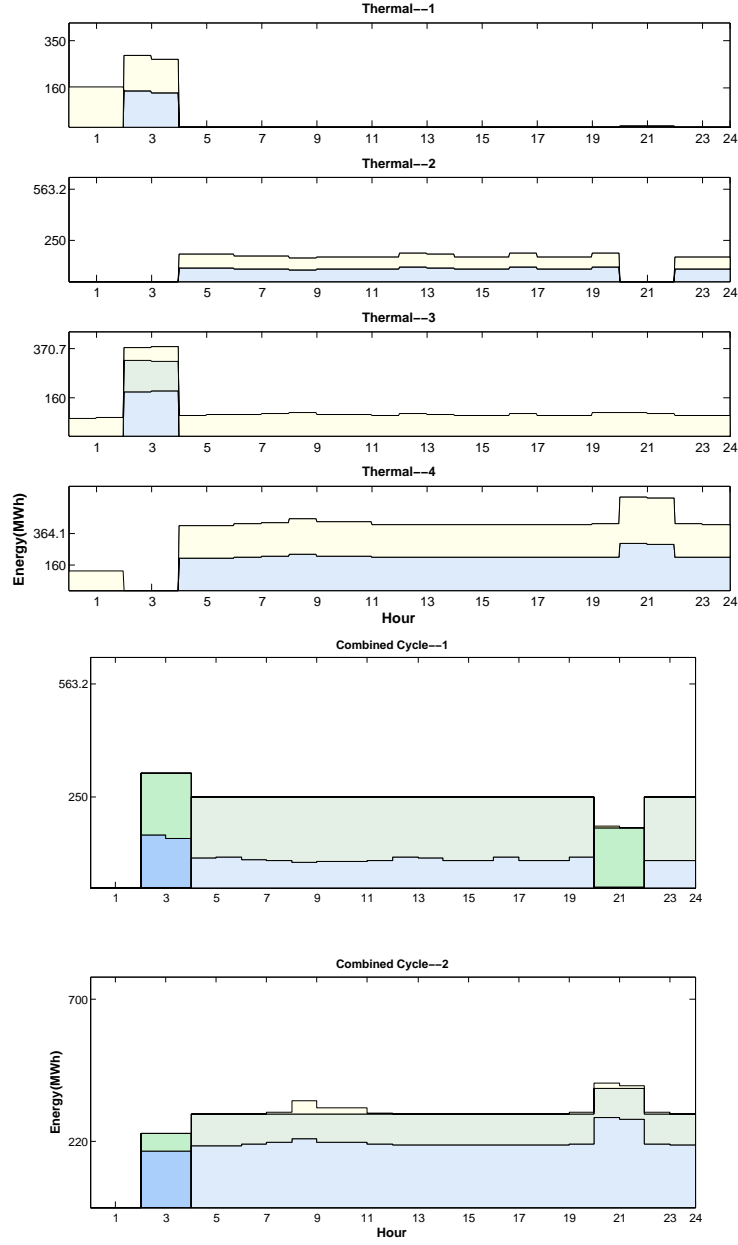 Thermal--1
350
160
1 3 5 7 9 11 13 15 17 19 21 23 24
Thermal--2
563.2
250
1 3 5 7 9 11 13 15 17 19 21 23 24
Thermal--3
370.7
160
1 3 5 7 9 11 13 15 17 19 21 23 24
Thermal--4
Energy(MWh)
364.1
160
1 3 5 7 9 11 13 15 17 19 21 23 24
Hour
Combined Cycle--1
563.2
250
1 3 5 7 9 11 13 15 17 19 21 23 24
Combined Cycle--2
Energy(MWh)
700
220
1 3 5 7 9 11 13 15 17 19 21 23 24
Hour